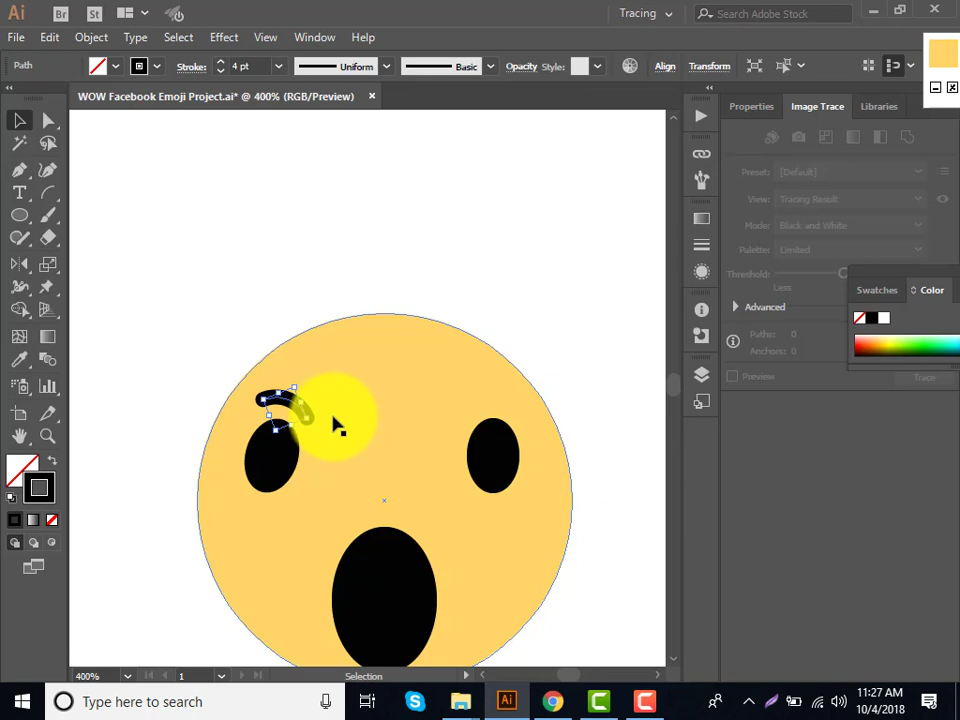 Ai Br St Tracing Search Adobe Stock
File Edit Object Type Select Effect View Window Help
Path Stroke: 4 pt Uniform Basic Opacity Style: Align Transform
WOW Facebook Emoji Project.ai* @ 400% (RGB/Preview)
Properties Image Trace Libraries
Preset: [Default]
View: Tracing Result
Mode: Black and White
Palette: Limited
Threshold:
Less
Swatches Color
Advanced
Paths: 0
Anchors: 0
Preview Trace
400% 1 Selection
Type here to search
Ai
11:27 AM
10/4/2018